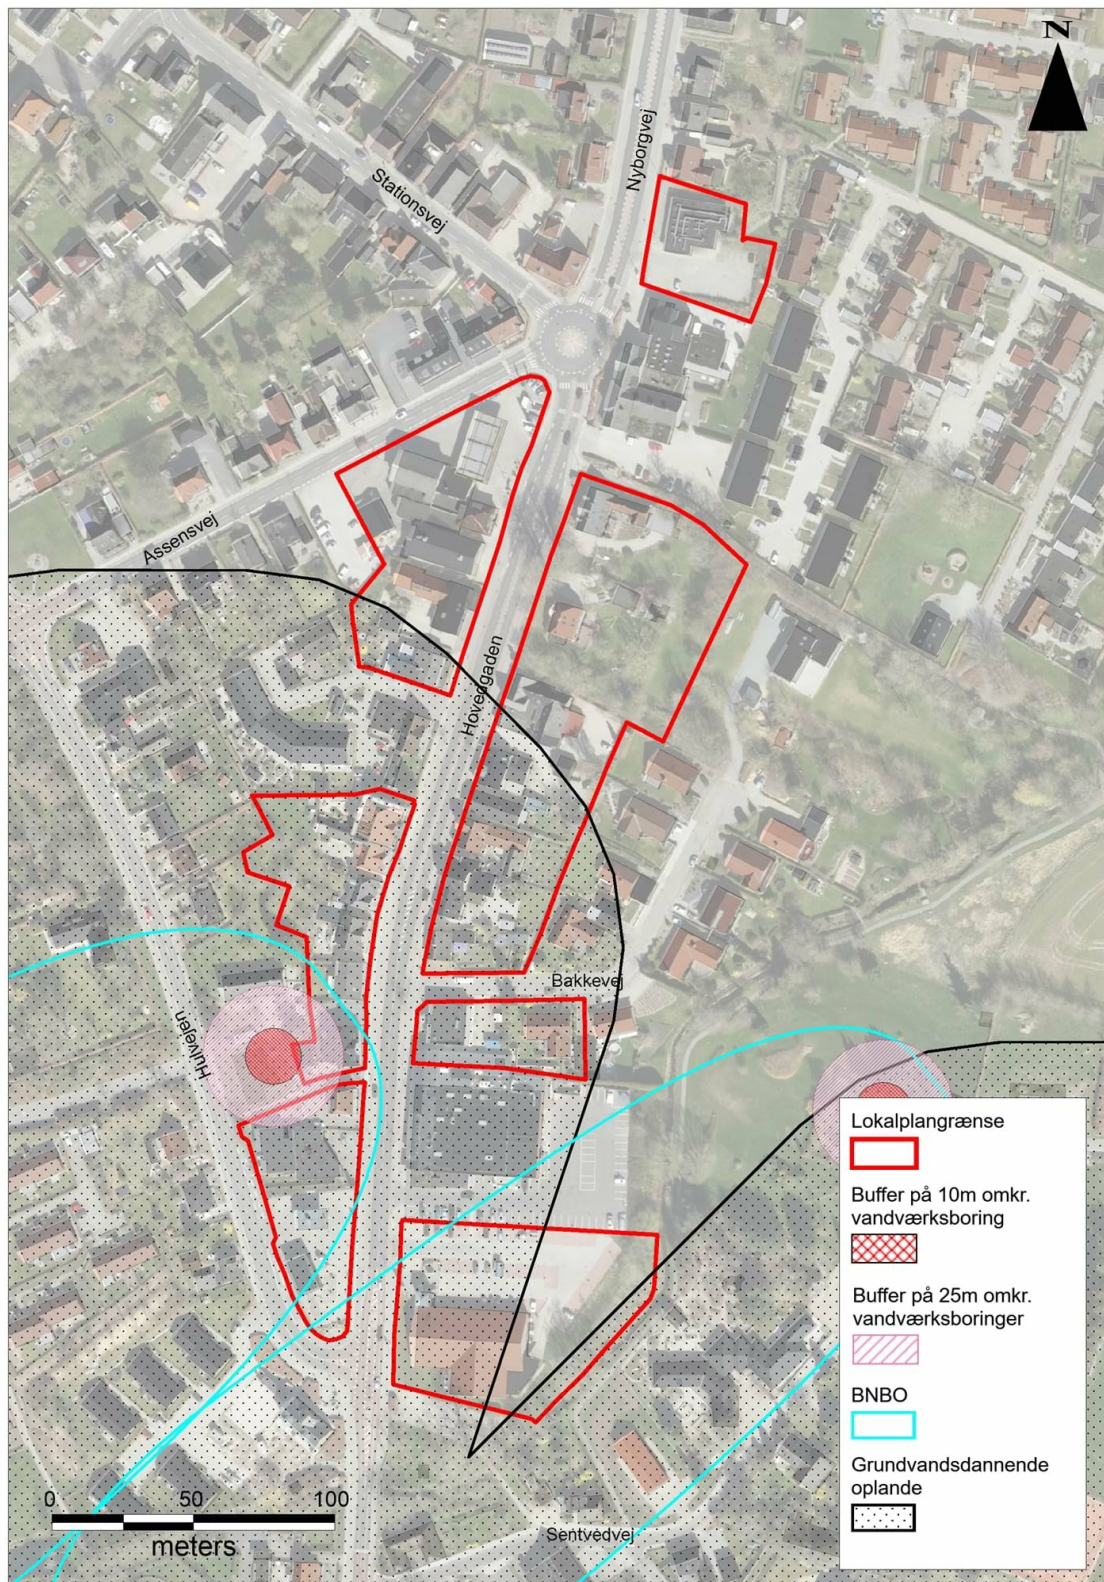 N
Nyborgvej
Stationsvej
Assensvej
Hovedgaden
Bakkevej
Hulvejen
Lokalplangrænse
Buffer på 10m omkr.
vandværksboring
Buffer på 25m omkr.
vandværksboringer
BNBO
Grundvandsdannende
oplande
0 50 100
meters
Sentvedvej